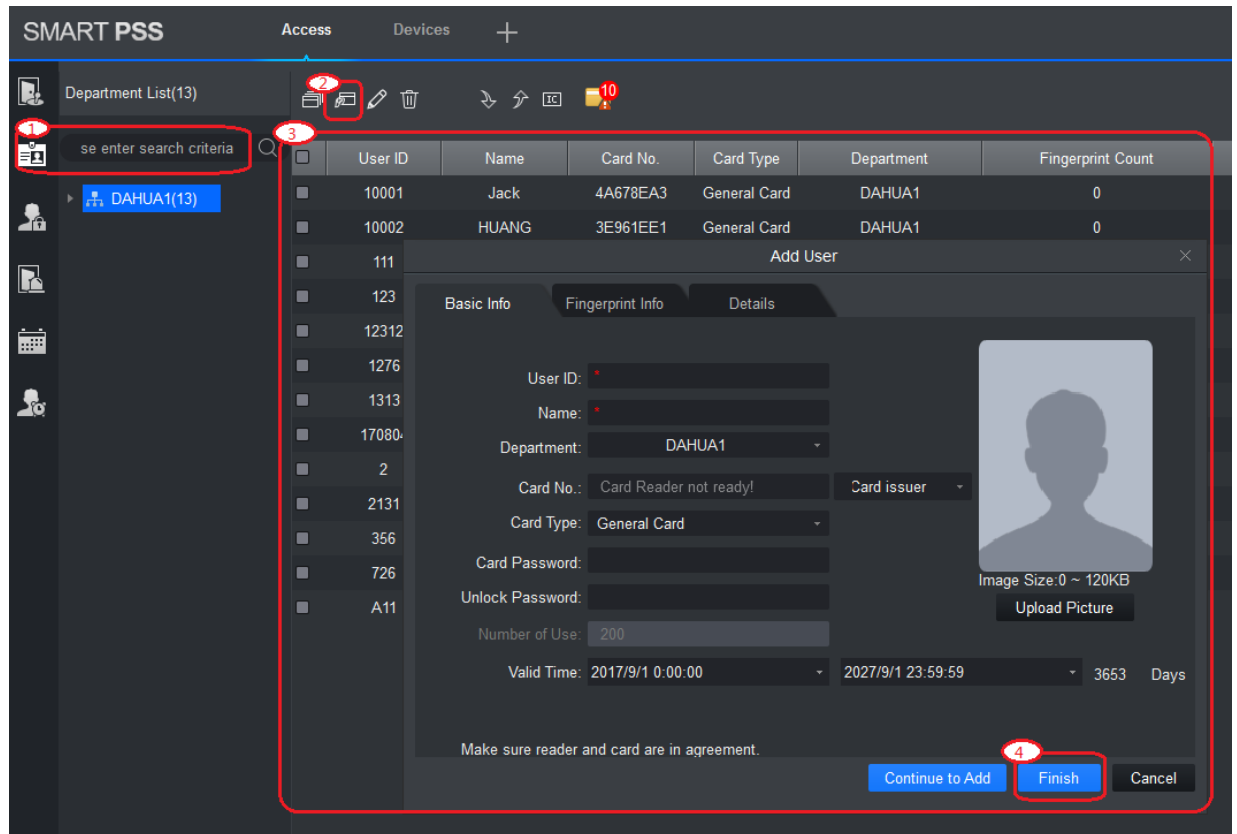 SMART PSS Access Devices
Department List(13)
2
10
1
se enter search criteria
3
User ID Name Card No. Card Type Department Fingerprint Count
DAHUA1(13)
10001 Jack 4A678EA3 General Card DAHUA1 0
10002 HUANG 3E961EE1 General Card DAHUA1 0
111
123
12312
1276
1313
17080
2
2131
356
726
A11
Add User
Basic Info Fingerprint Info Details
User ID: *
Name: *
Department: DAHUA1
Card No.: Card Reader not ready! Card issuer
Card Type: General Card
Card Password:
Image Size:0 ~ 120KB
Unlock Password:
Upload Picture
Number of Use: 200
Valid Time: 2017/9/1 0:00:00 2027/9/1 23:59:59 3653 Days
Make sure reader and card are in agreement.
4
Continue to Add Finish Cancel